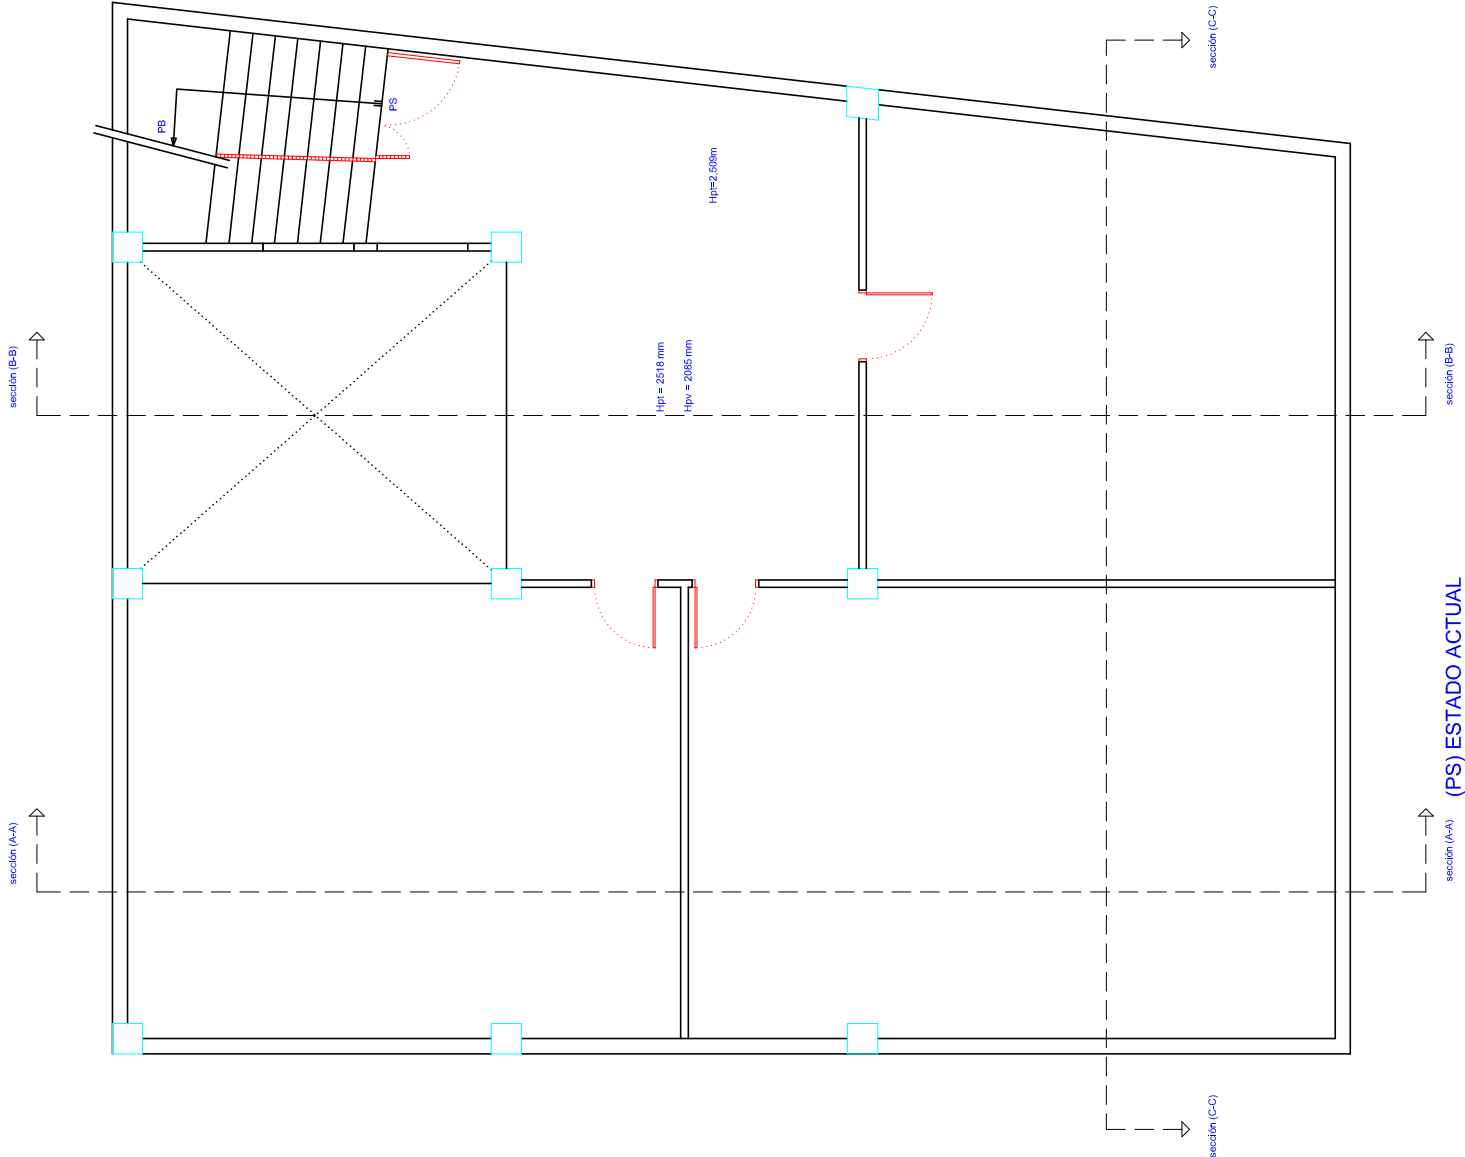 sección (C-C)
PS
PB
Hpt=2,509m
sección (B-B)
Hpt = 2518 mm
Hpv = 2085 mm
sección (B-B)
(PS) ESTADO ACTUAL
sección (A-A)
sección (A-A)
sección (C-C)